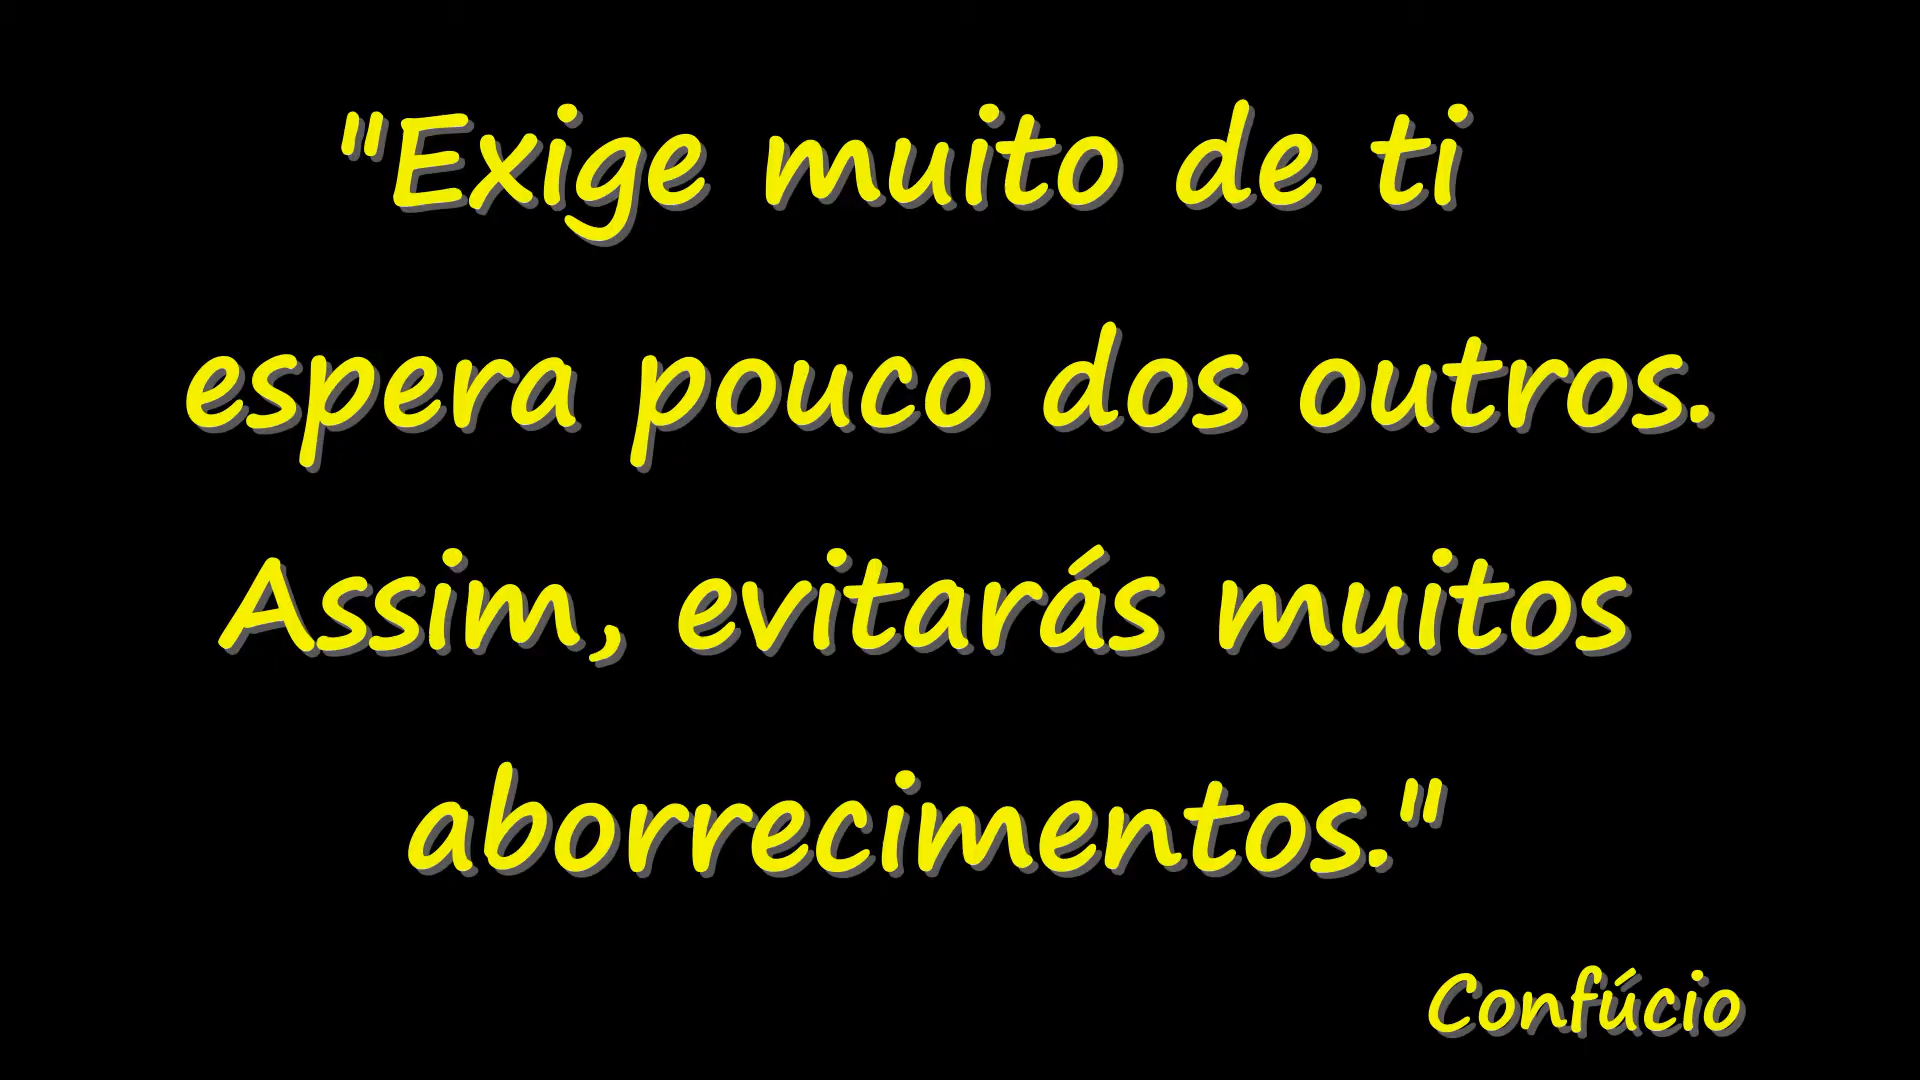 "Exige muito de ti
espera pouco dos outros.
Assim, evitarás muitos
aborrecimentos."
Confúcio